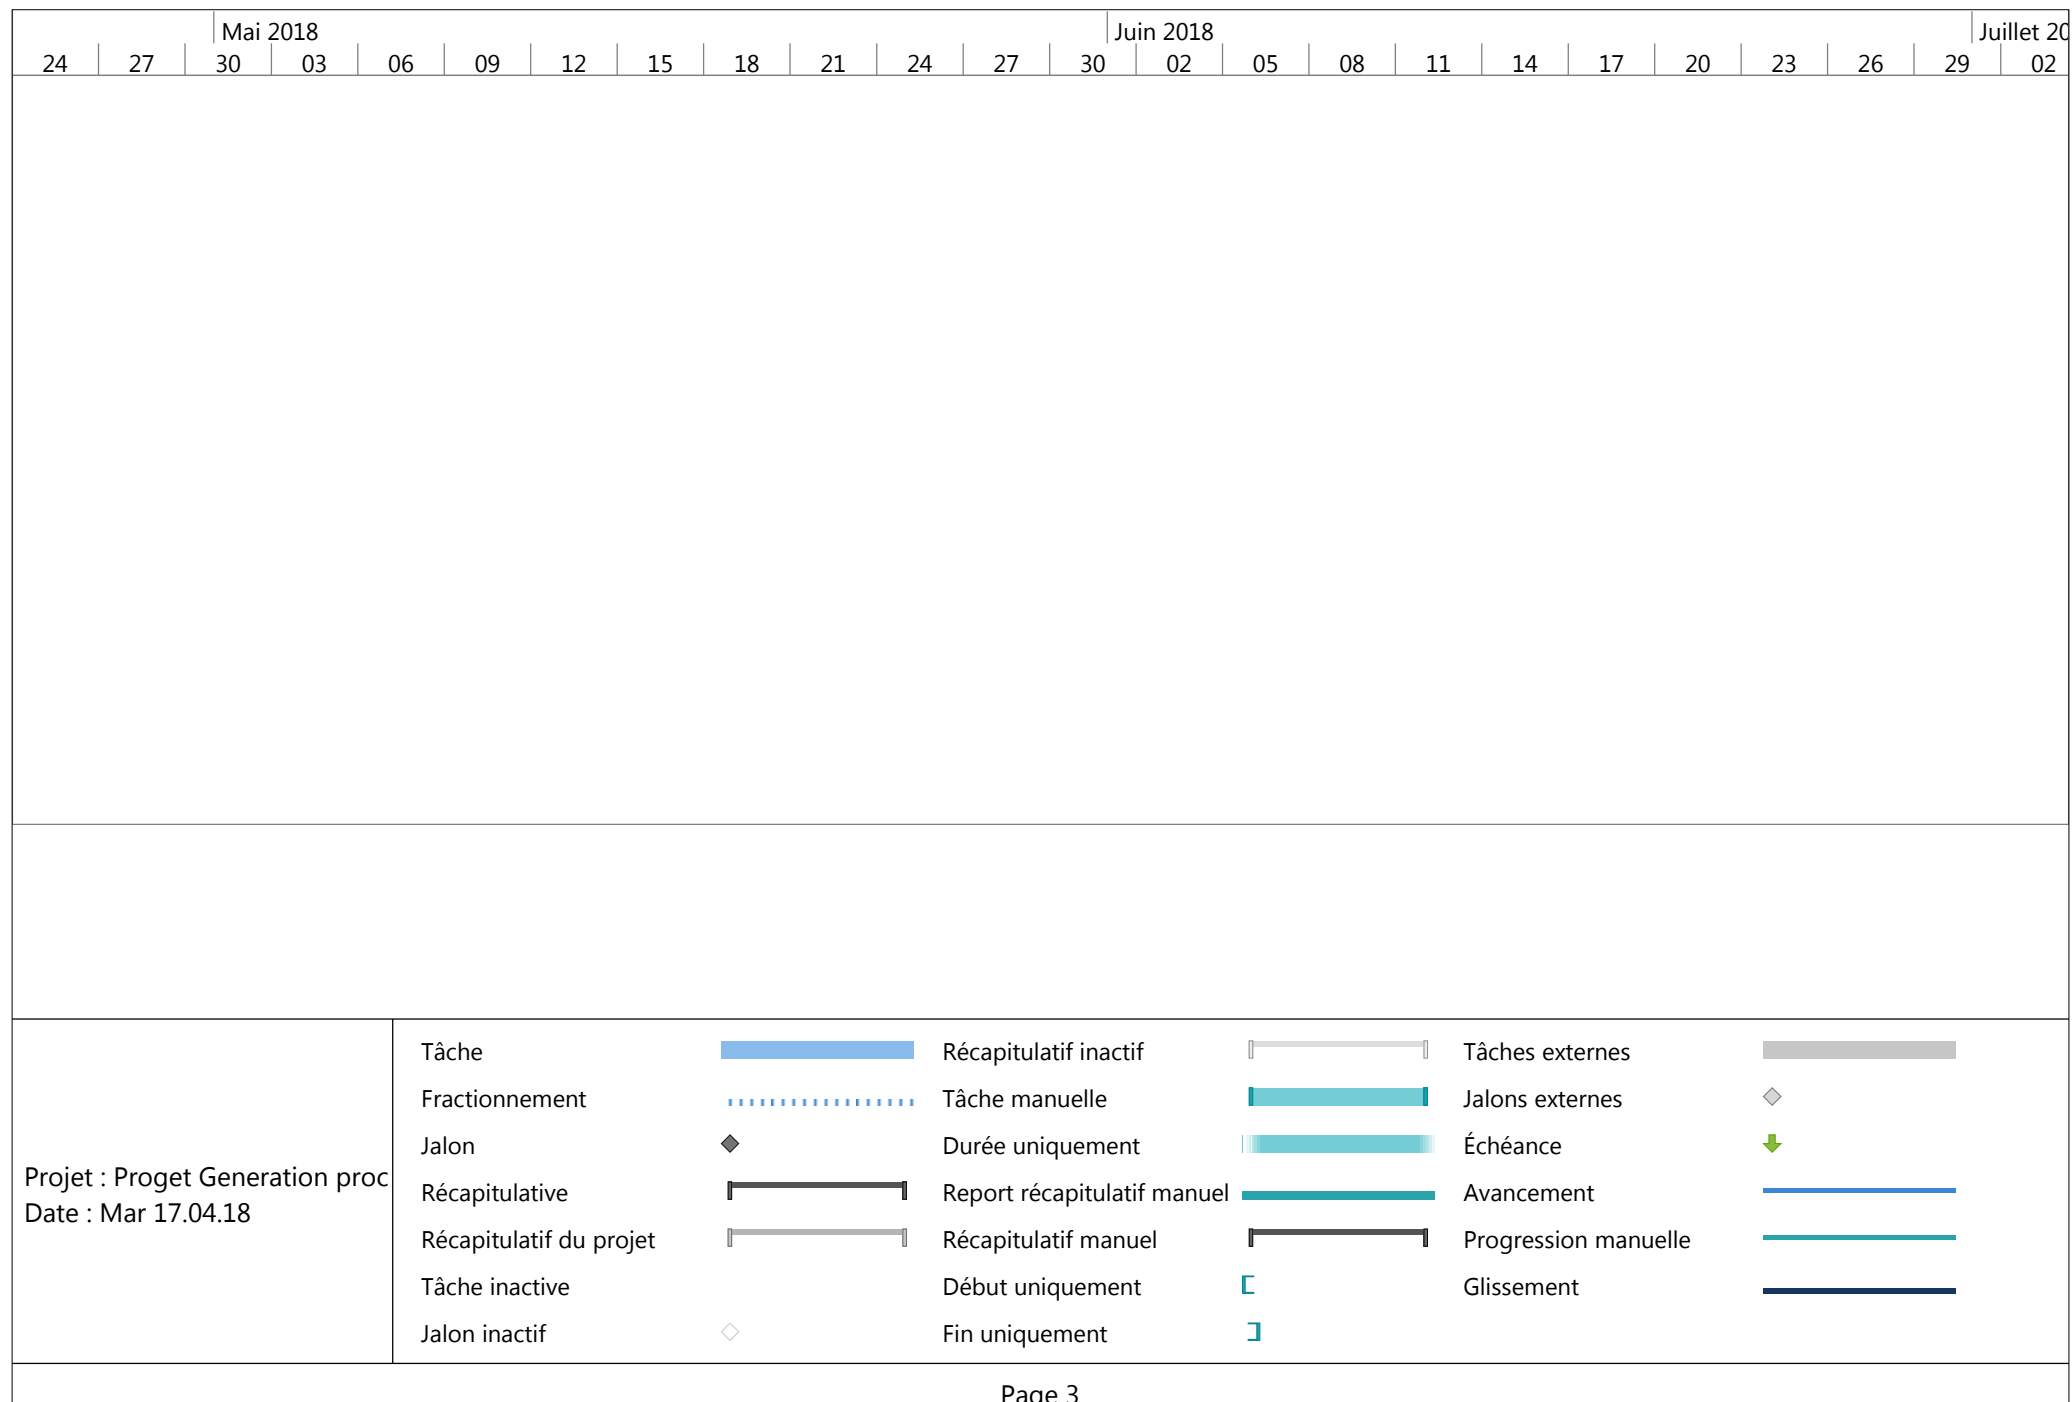 Mai 2018 Juin 2018 Juillet 20
24 27 30 03 06 09 12 15 18 21 24 27 30 02 05 08 11 14 17 20 23 26 29 02
Projet : Proget Generation proc
Date : Mar 17.04.18
Tâche
Fractionnement
Jalon
Récapitulative
Récapitulatif du projet
Tâche inactive
Jalon inactif
Récapitulatif inactif
Tâche manuelle
Durée uniquement
Report récapitulatif manuel
Récapitulatif manuel
Début uniquement
Fin uniquement
Tâches externes
Jalons externes
Échéance
Avancement
Progression manuelle
Glissement
Page 3